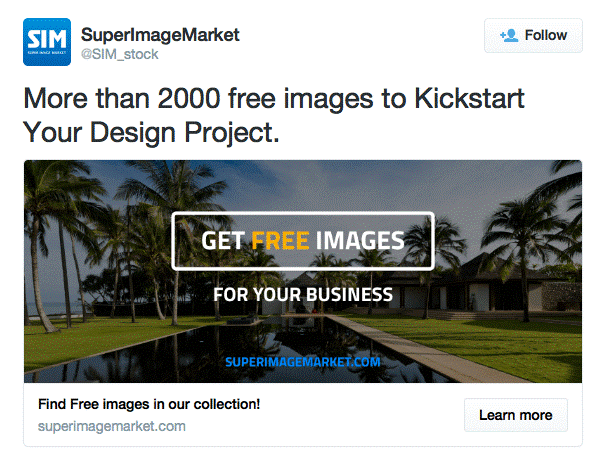 SIM
SUPER IMAGE MARKET
SuperImageMarket
@SIM_stock
Follow
More than 2000 free images to Kickstart
Your Design Project.
GET FREE IMAGES
FOR YOUR BUSINESS
SUPERIMAGEMARKET.COM
Find Free images in our collection!
superimagemarket.com
Learn more